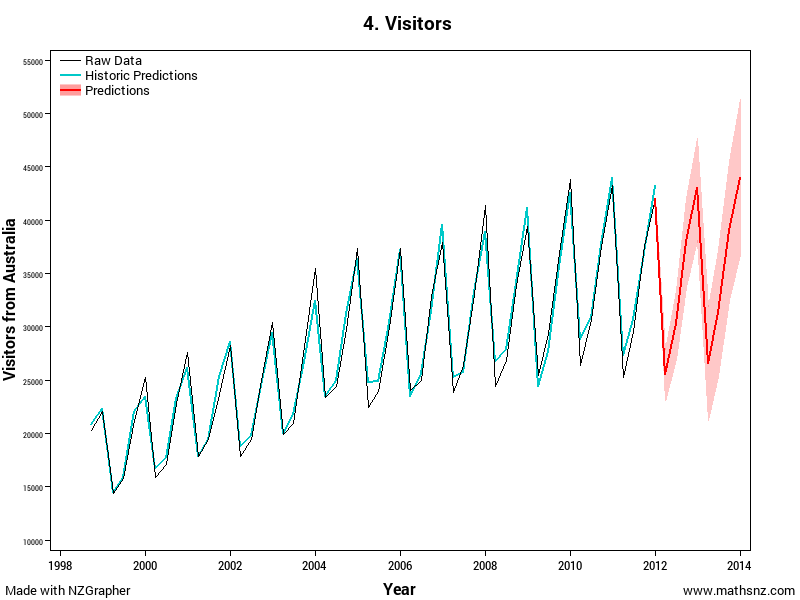 4. Visitors
Raw Data
Historic Predictions
Predictions
55000
50000
45000
40000
35000
30000
25000
20000
15000
10000
Visitors from Australia
1998 2000 2002 2004 2006 2008 2010 2012 2014
Year
Made with NZGrapher
www.mathsnz.com